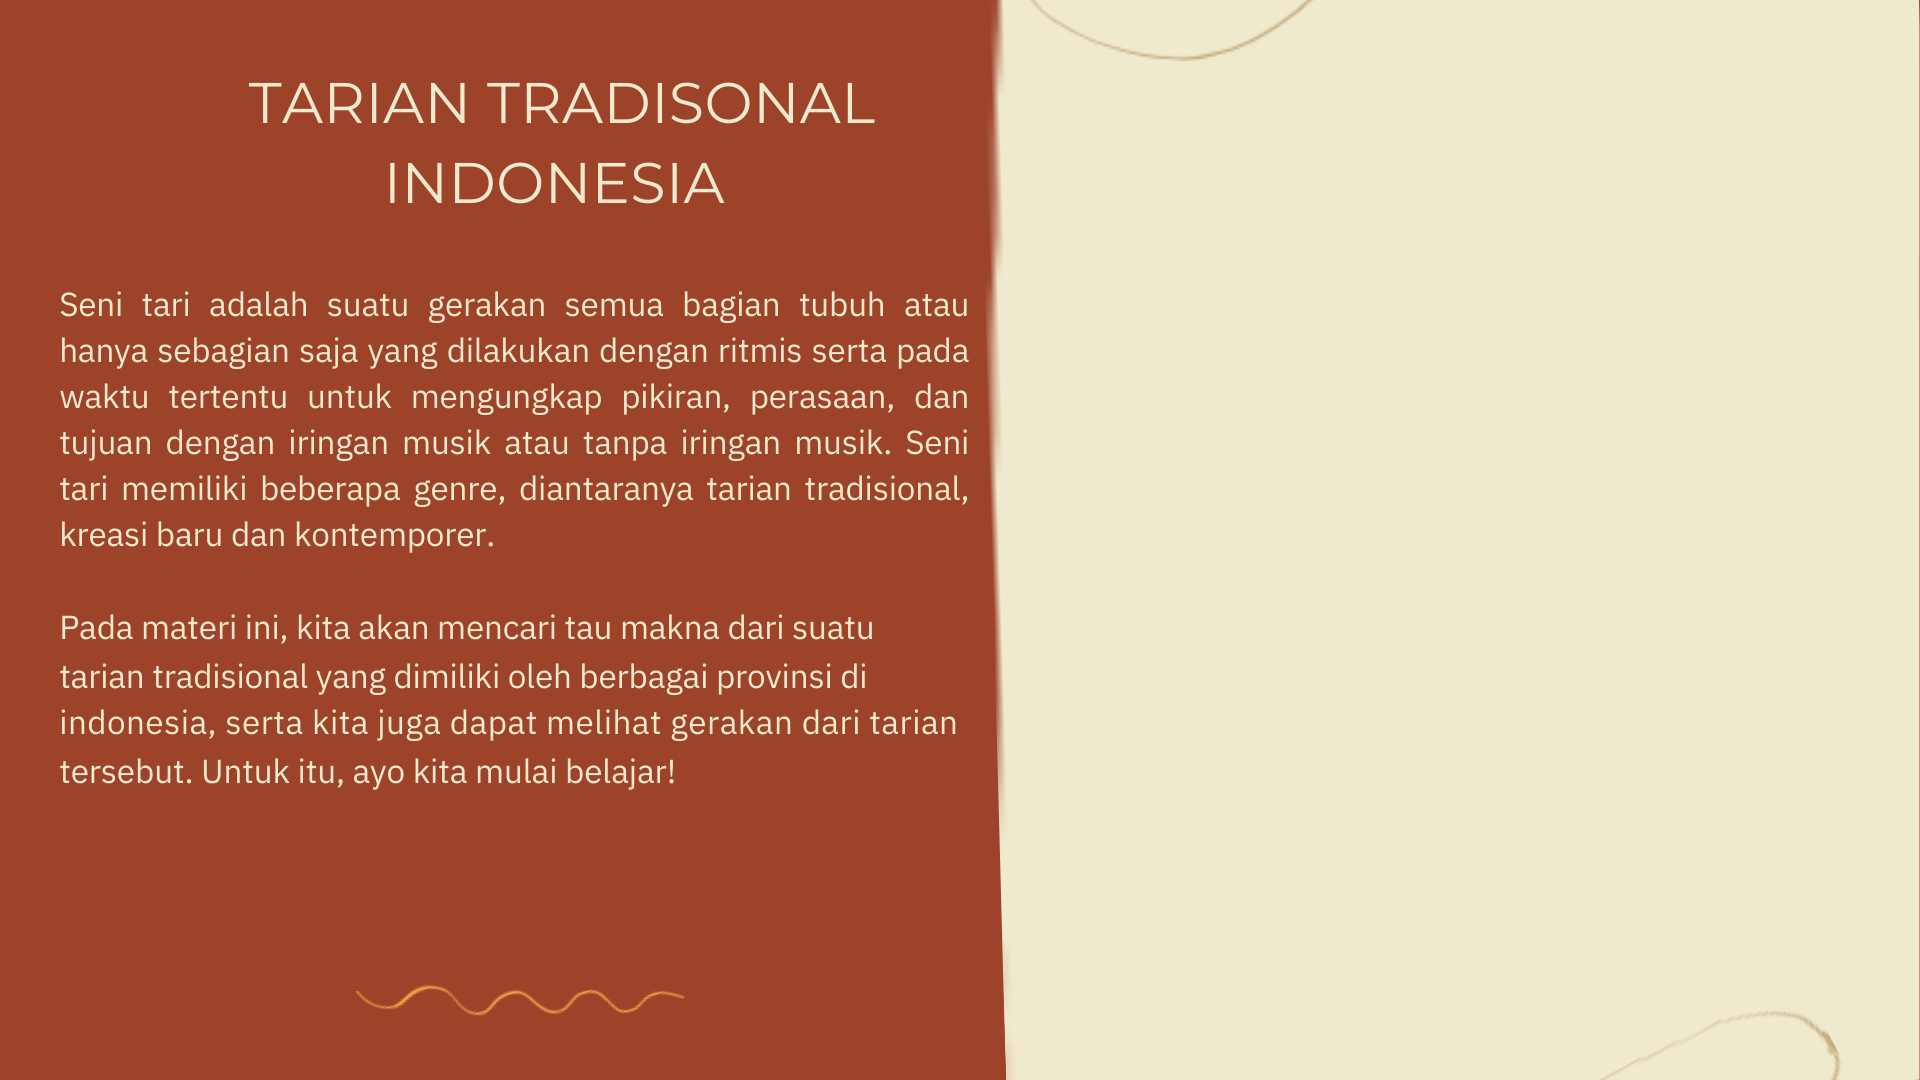 TARIAN TRADISONAL
INDONESIA
Seni tari adalah suatu gerakan semua bagian tubuh atau
hanya sebagian saja yang dilakukan dengan ritmis serta pada
waktu tertentu untuk mengungkap pikiran, perasaan, dan
tujuan dengan iringan musik atau tanpa iringan musik. Seni
tari memiliki beberapa genre, diantaranya tarian tradisional,
kreasi baru dan kontemporer.
Pada materi ini, kita akan mencari tau makna dari suatu
tarian tradisional yang dimiliki oleh berbagai provinsi di
indonesia, serta kita juga dapat melihat gerakan dari tarian
tersebut. Untuk itu, ayo kita mulai belajar!